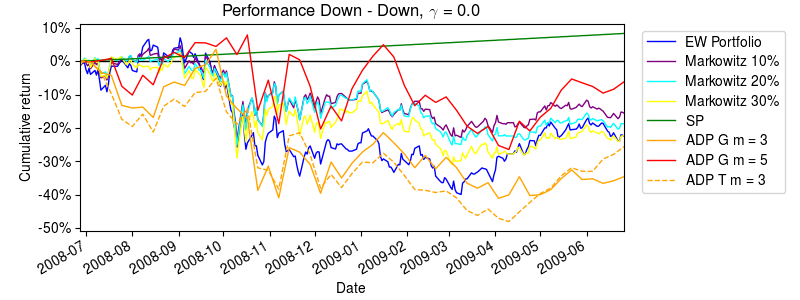 Performance Down - Down, γ = 0.0
10%
0%
-10%
-20%
-30%
-40%
-50%
Cumulative return
2008-07
2008-08
2008-09
2008-10
2008-11
2008-12
2009-01
2009-02
2009-03
2009-04
2009-05
2009-06
Date
EW Portfolio
Markowitz 10%
Markowitz 20%
Markowitz 30%
SP
ADP G m = 3
ADP G m = 5
ADP T m = 3